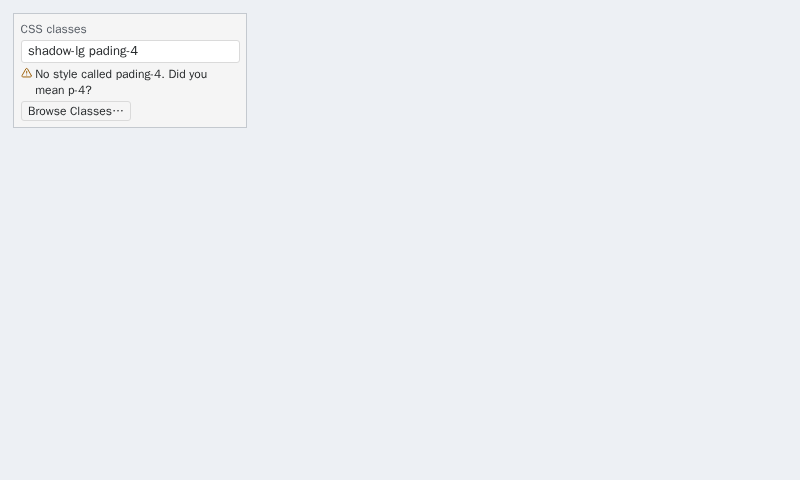 CSS classes
shadow-lg pading-4
No style called pading-4. Did you
mean p-4?
Browse Classes⋯